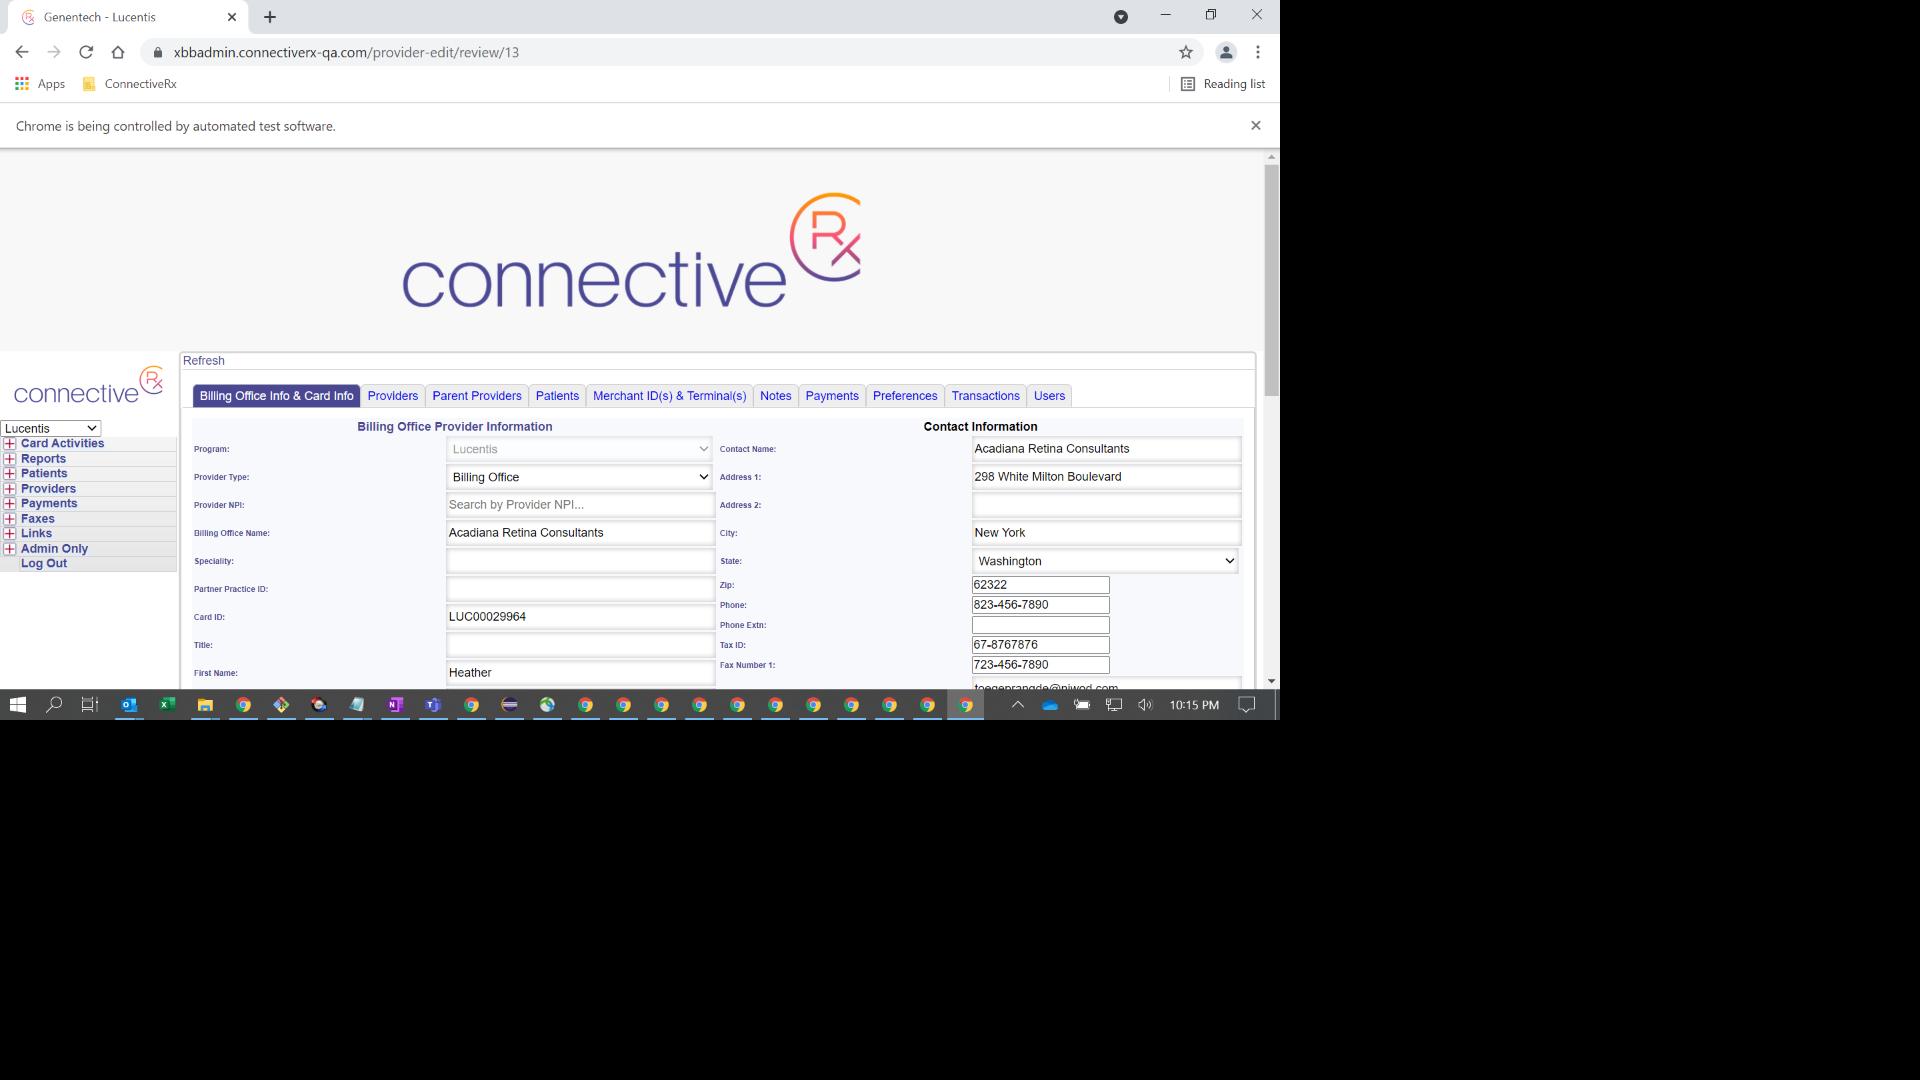 Genentech - Lucentis
xbbadmin.connectiverx-qa.com/provider-edit/review/13
Apps
ConnectiveRx
Reading list
Chrome is being controlled by automated test software.
connective Rx
connective Rx
Lucentis
Card Activities
Reports
Patients
Providers
Payments
Faxes
Links
Admin Only
Log Out
Refresh
Billing Office Info & Card Info Providers Parent Providers Patients Merchant ID(s) & Terminal(s) Notes Payments Preferences Transactions Users
Billing Office Provider Information
Program: Lucentis
Provider Type: Billing Office
Provider NPI: Search by Provider NPI...
Billing Office Name: Acadiana Retina Consultants
Speciality:
Partner Practice ID:
Card ID: LUC00029964
Title:
First Name: Heather
Contact Information
Contact Name: Acadiana Retina Consultants
Address 1: 298 White Milton Boulevard
Address 2:
City: New York
State: Washington
Zip: 62322
Phone: 823-456-7890
Phone Extn:
Tax ID: 67-8767876
Fax Number 1: 723-456-7890
10:15 PM